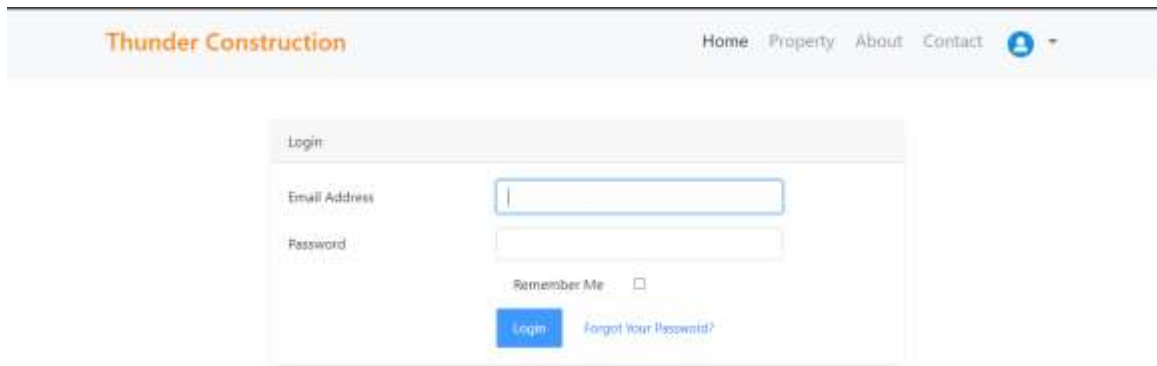 Thunder Construction Home Property About Contact
Login
Email Address
Password
Remember Me
Login Forgot Your Password?